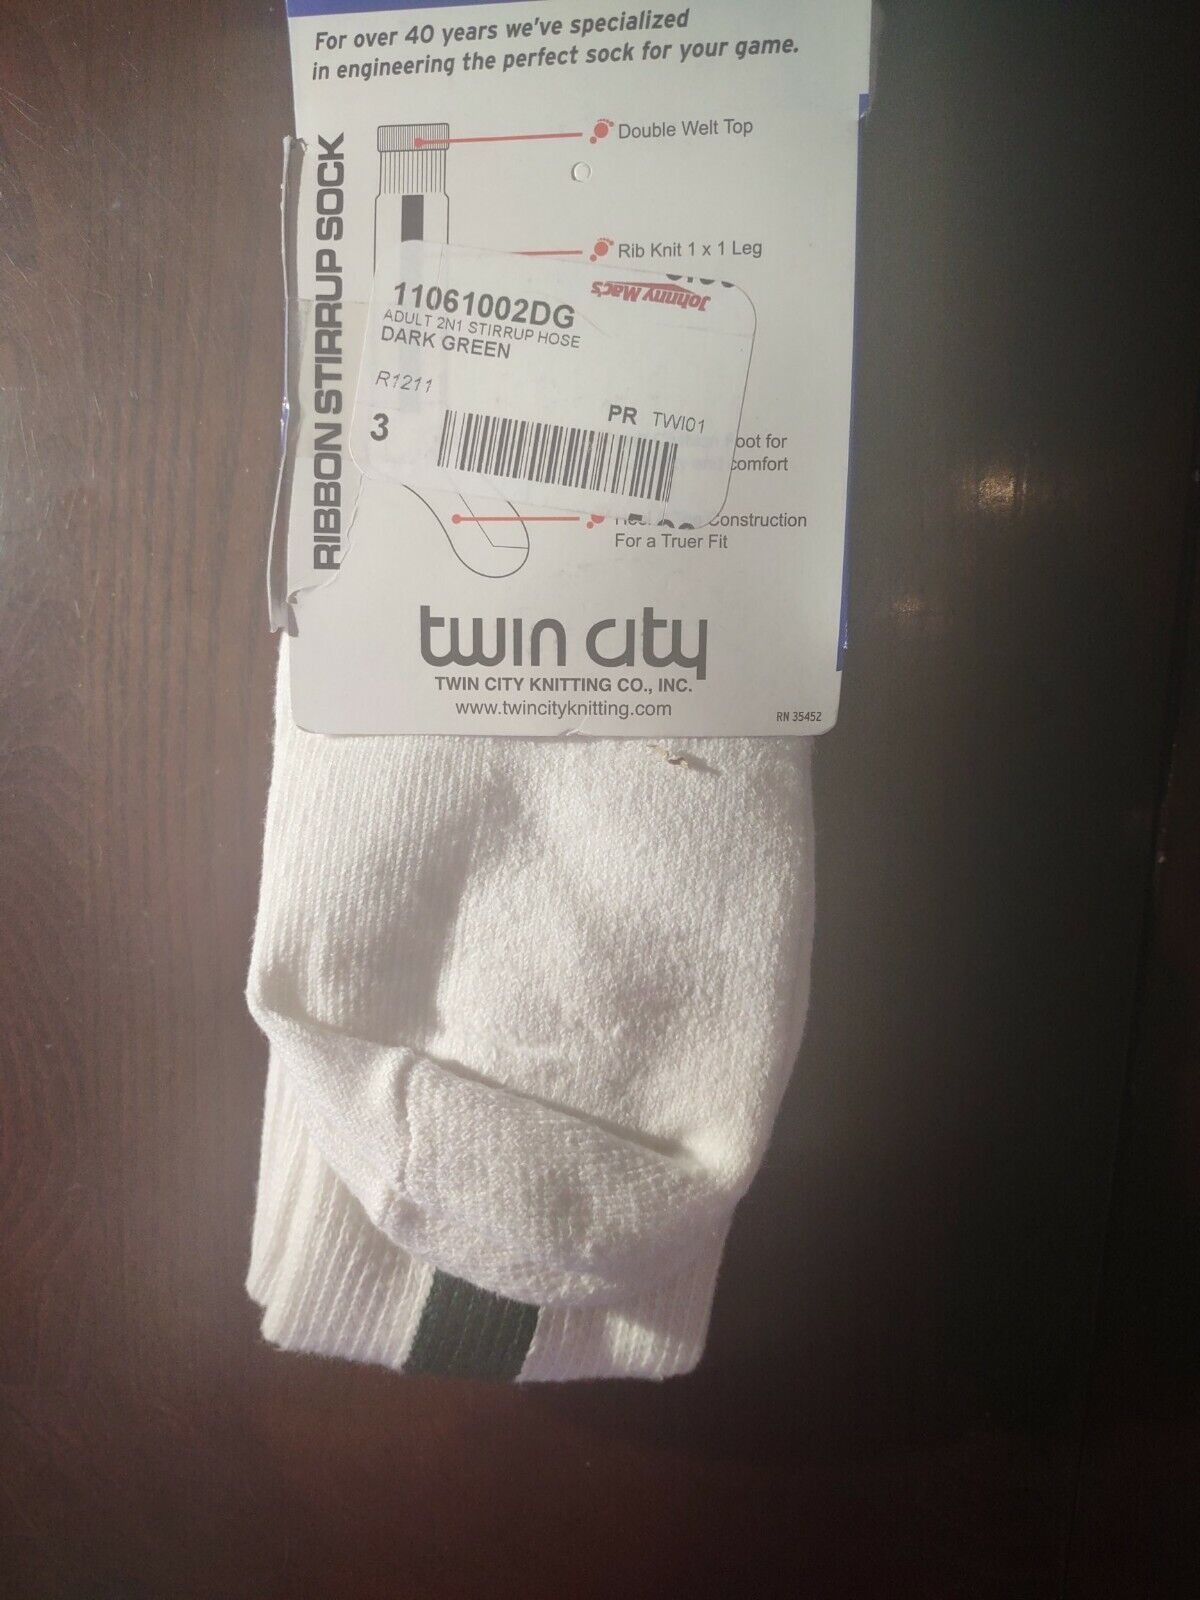 For over 40 years we've specialized
in engineering the perfect sock for your game.
RIBBON STIRRUP SOCK
Double Welt Top
Rib Knit 1 x 1 Leg
Johnny Mac's
11061002DG
ADULT 2N1 STIRRUP HOSE
DARK GREEN
R1211
3
PR TWI01
for
comfort
Construction
For a Truer Fit
twin city
TWIN CITY KNITTING CO., INC.
www.twincityknitting.com
RN 35452